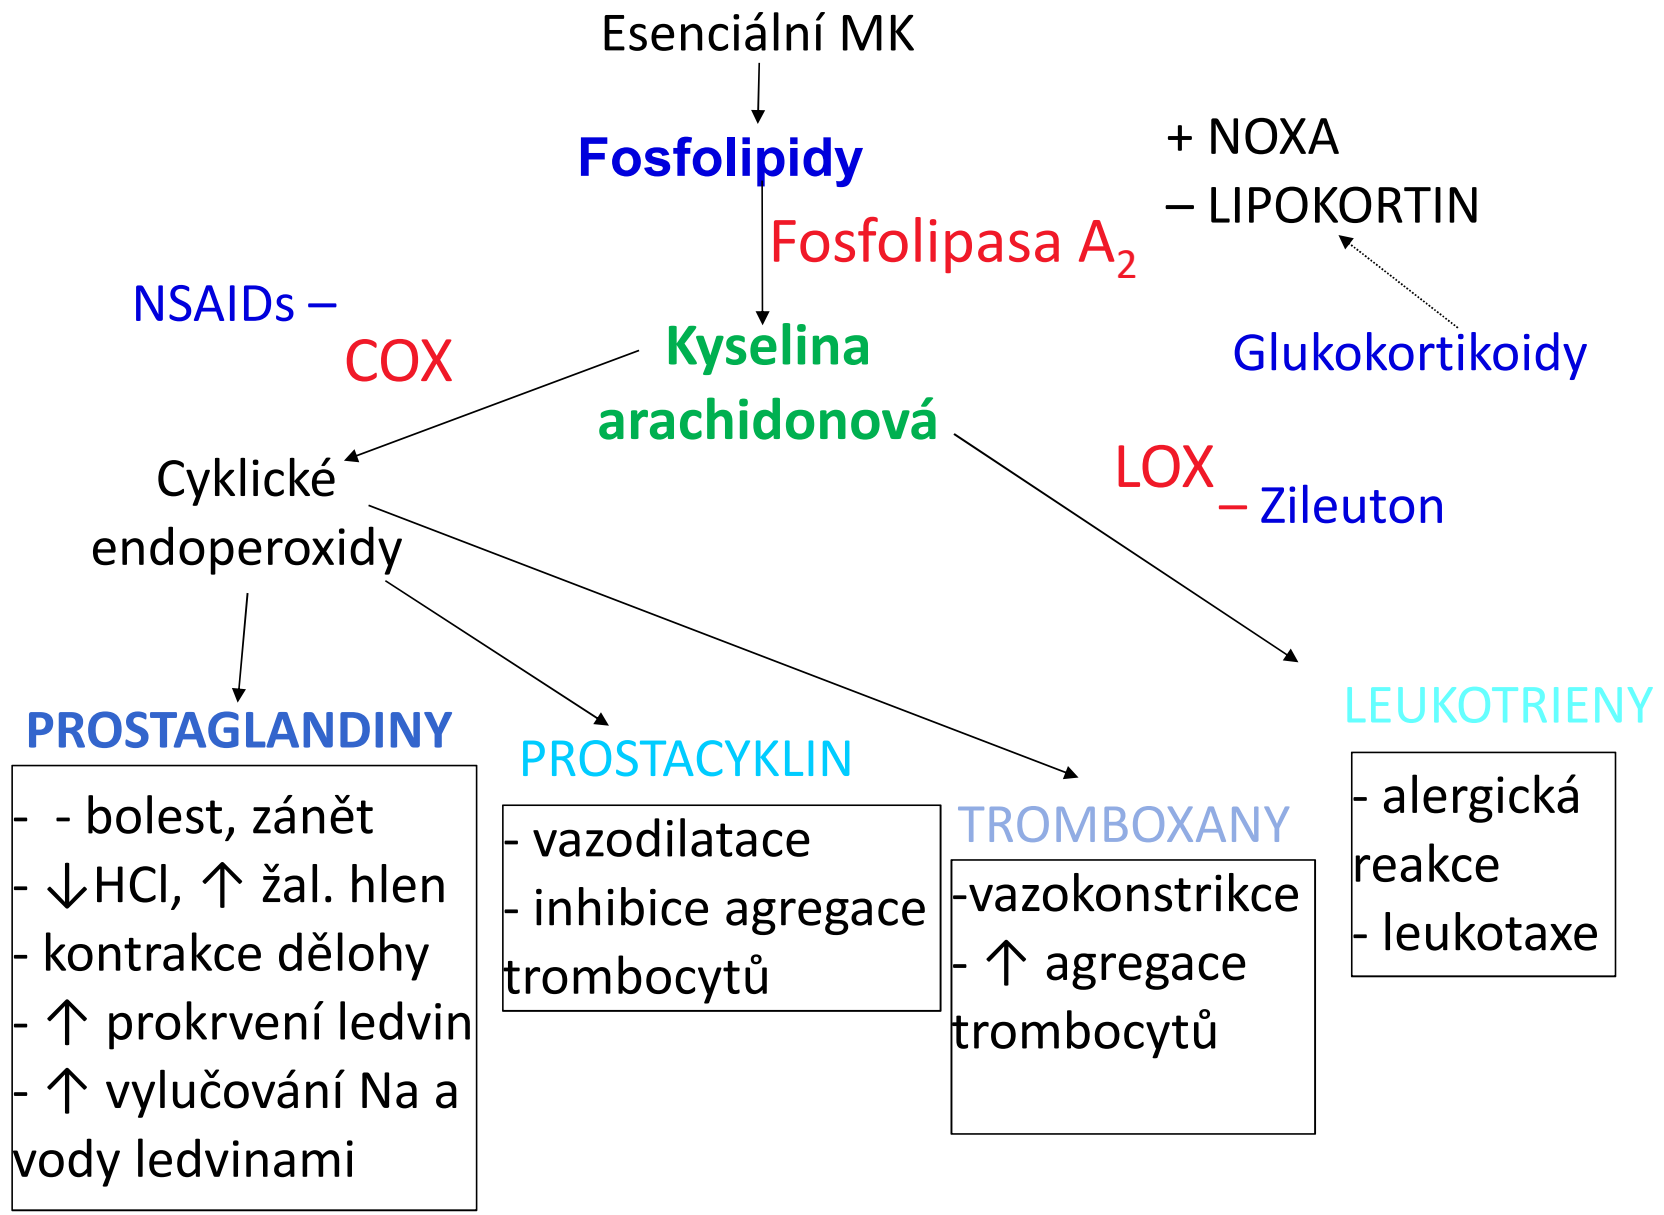 Esenciální MK
Fosfolipidy
+ NOXA
– LIPOKORTIN
Fosfolipasa A₂
NSAIDs –
COX
Kyselina
arachidonová
Glukokortikoidy
LOX
– Zileuton
Cyklické
endoperoxidy
PROSTAGLANDINY
- - bolest, zánět
- ↓HCl, ↑ žal. hlen
- kontrakce dělohy
- ↑ prokrvení ledvin
- ↑ vylučování Na a
vody ledvinami
PROSTACYKLIN
- vazodilatace
- inhibice agregace
trombocytů
TROMBOXANY
-vazokonstrikce
- ↑ agregace
trombocytů
LEUKOTRIENY
- alergická
reakce
- leukotaxe